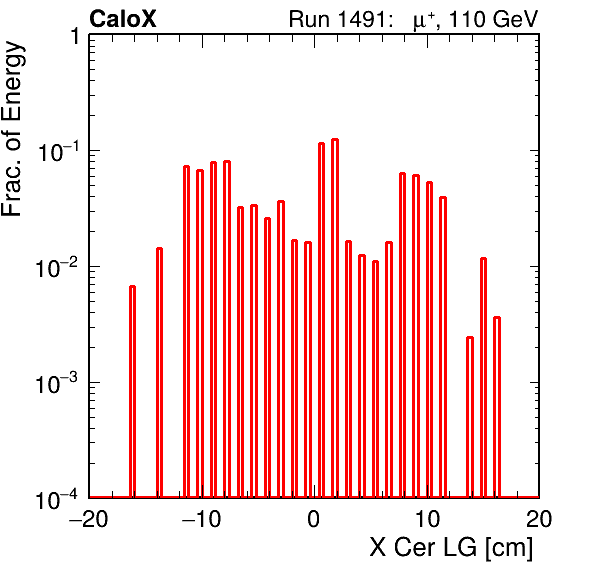 CaloX Run 1491: μ⁺, 110 GeV
Frac. of Energy
1
10⁻¹
10⁻²
10⁻³
10⁻⁴
−20 −10 0 10 20
X Cer LG [cm]